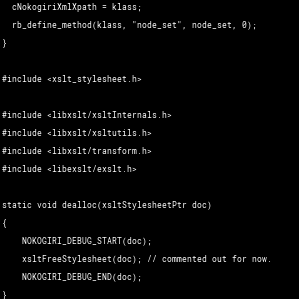 cNokogiriXmlXpath = klass;
rb_define_method(klass, "node_set", node_set, 0);
}
#include <xslt_stylesheet.h>
#include <libxslt/xsltInternals.h>
#include <libxslt/xsltutils.h>
#include <libxslt/transform.h>
#include <libexslt/exslt.h>
static void dealloc(xsltStylesheetPtr doc)
{
NOKOGIRI_DEBUG_START(doc);
xsltFreeStylesheet(doc); // commented out for now.
NOKOGIRI_DEBUG_END(doc);
}